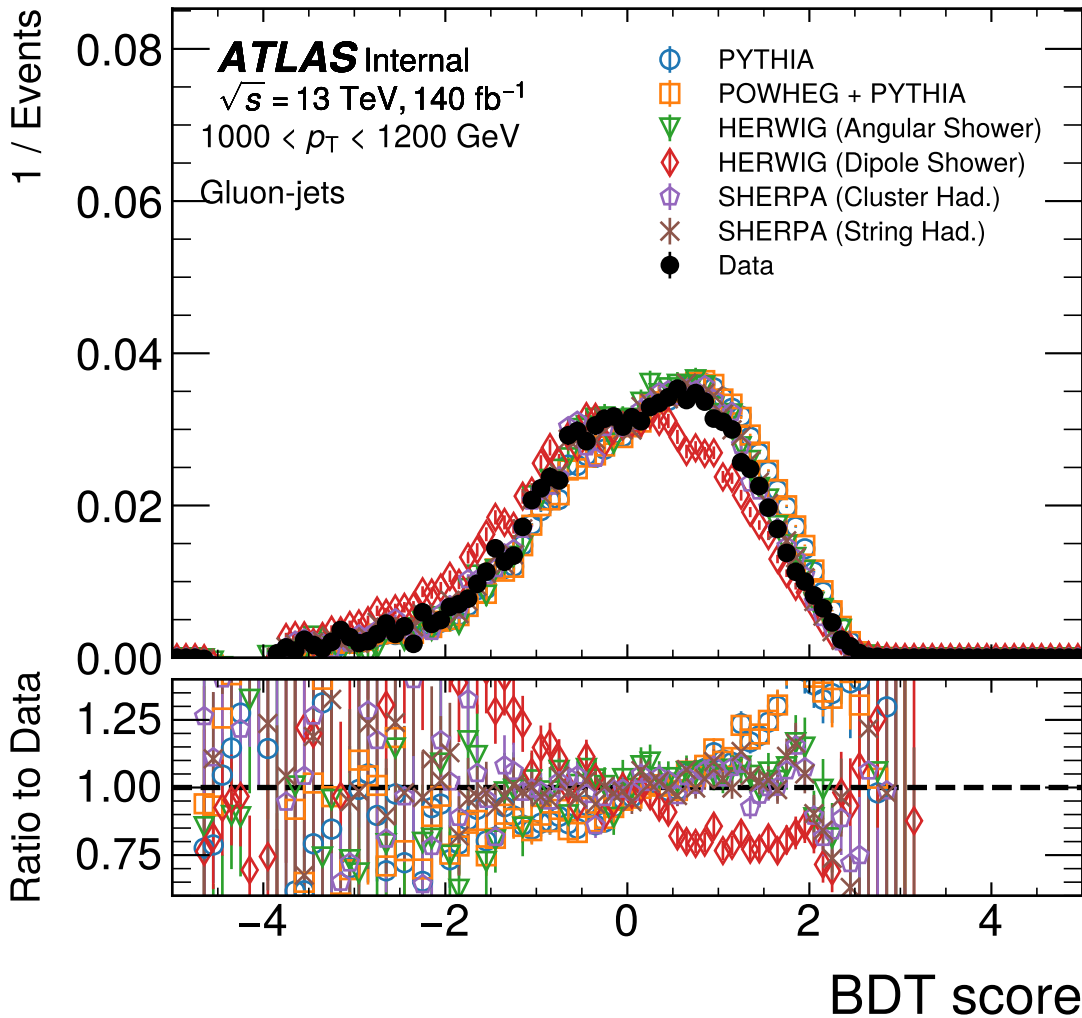 1 / Events
0.08
0.06
0.04
0.02
0.00
ATLAS Internal
√s = 13 TeV, 140 fb⁻¹
1000 < p_T < 1200 GeV
Gluon-jets
PYTHIA
POWHEG + PYTHIA
HERWIG (Angular Shower)
HERWIG (Dipole Shower)
SHERPA (Cluster Had.)
SHERPA (String Had.)
Data
Ratio to Data
1.25
1.00
0.75
−4
−2
0
2
4
BDT score